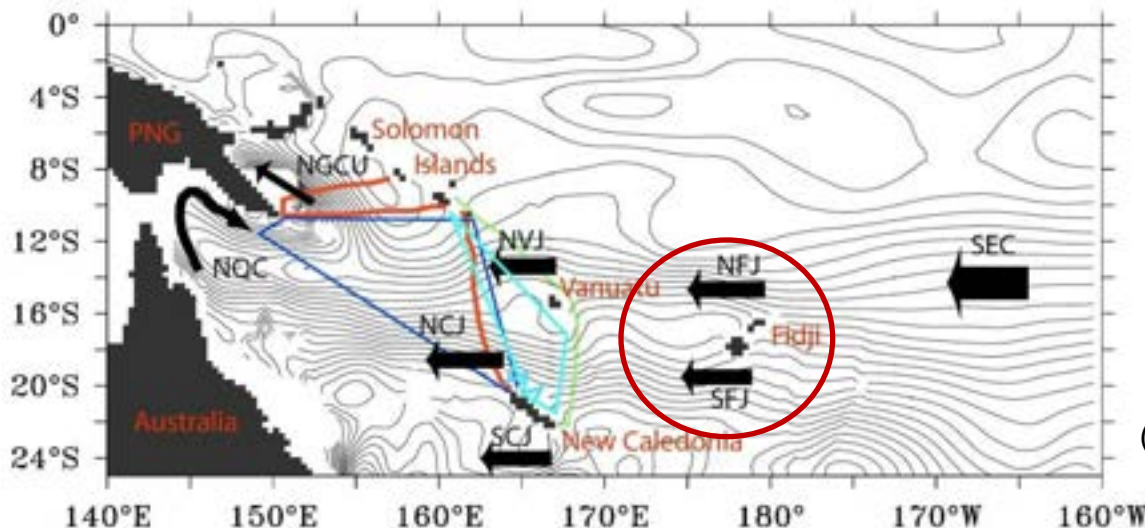 0°
4°S
8°S
12°S
16°S
20°S
24°S
PNG
Solomon
Islands
NGCU
NQC
NVJ
Vanuatu
NFJ
SEC
Fidji
NCJ
SFJ
Australia
SCJ
New Caledonia
(
140°E 150°E 160°E 170°E 180° 170°W 160°W